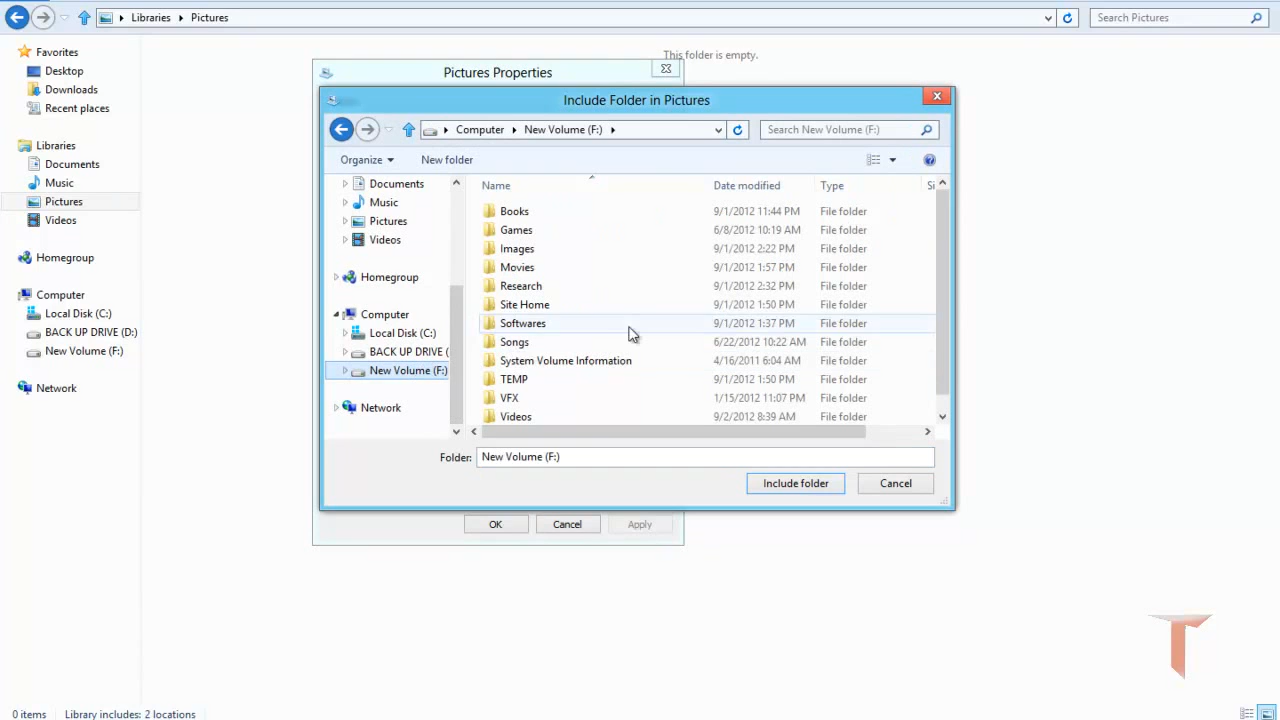 Libraries Pictures
Search Pictures
This folder is empty.
Favorites
Desktop
Downloads
Recent places
Libraries
Documents
Music
Pictures
Videos
Homegroup
Computer
Local Disk (C:)
BACK UP DRIVE (D:)
New Volume (F:)
Network
Pictures Properties
Include Folder in Pictures
Computer New Volume (F:)
Search New Volume (F:)
Organize New folder
Documents
Music
Pictures
Videos
Homegroup
Computer
Local Disk (C:)
BACK UP DRIVE (
New Volume (F:)
Network
Name Date modified Type Si
Books 9/1/2012 11:44 PM File folder
Games 6/8/2012 10:19 AM File folder
Images 9/1/2012 2:22 PM File folder
Movies 9/1/2012 1:57 PM File folder
Research 9/1/2012 2:32 PM File folder
Site Home 9/1/2012 1:50 PM File folder
Softwares 9/1/2012 1:37 PM File folder
Songs 6/22/2012 10:22 AM File folder
System Volume Information 4/16/2011 6:04 AM File folder
TEMP 9/1/2012 1:50 PM File folder
VFX 1/15/2012 11:07 PM File folder
Videos 9/2/2012 8:39 AM File folder
Folder: New Volume (F:)
Include folder Cancel
OK Cancel Apply
0 items Library includes: 2 locations